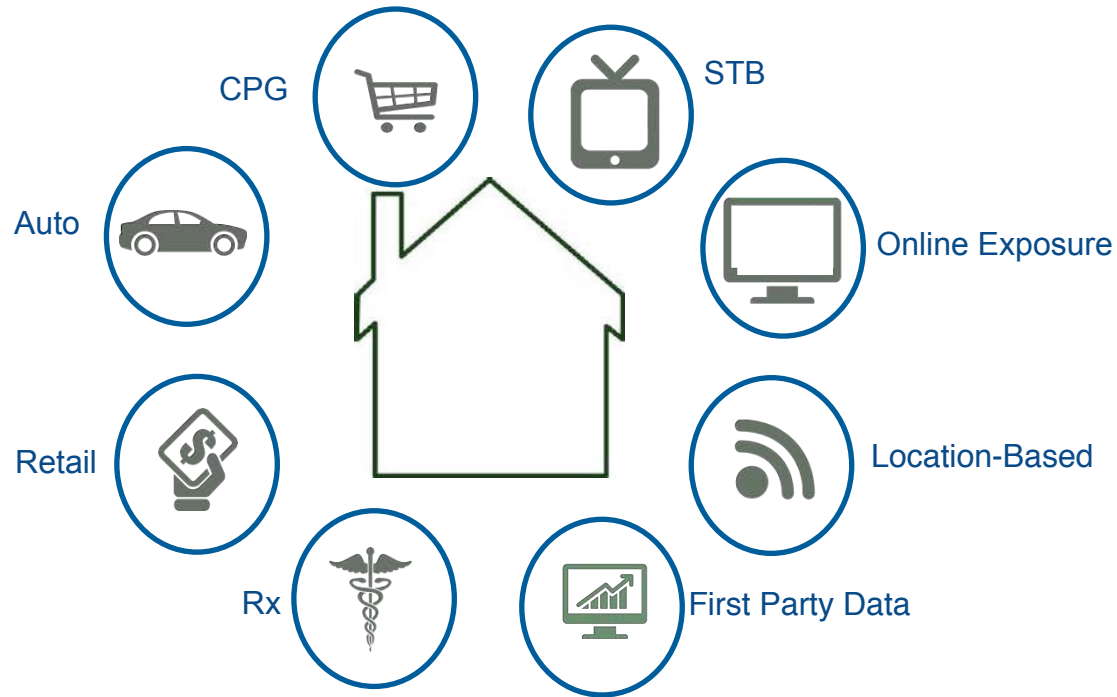 CPG
STB
Auto
Online Exposure
Retail
$
Location-Based
Rx
First Party Data